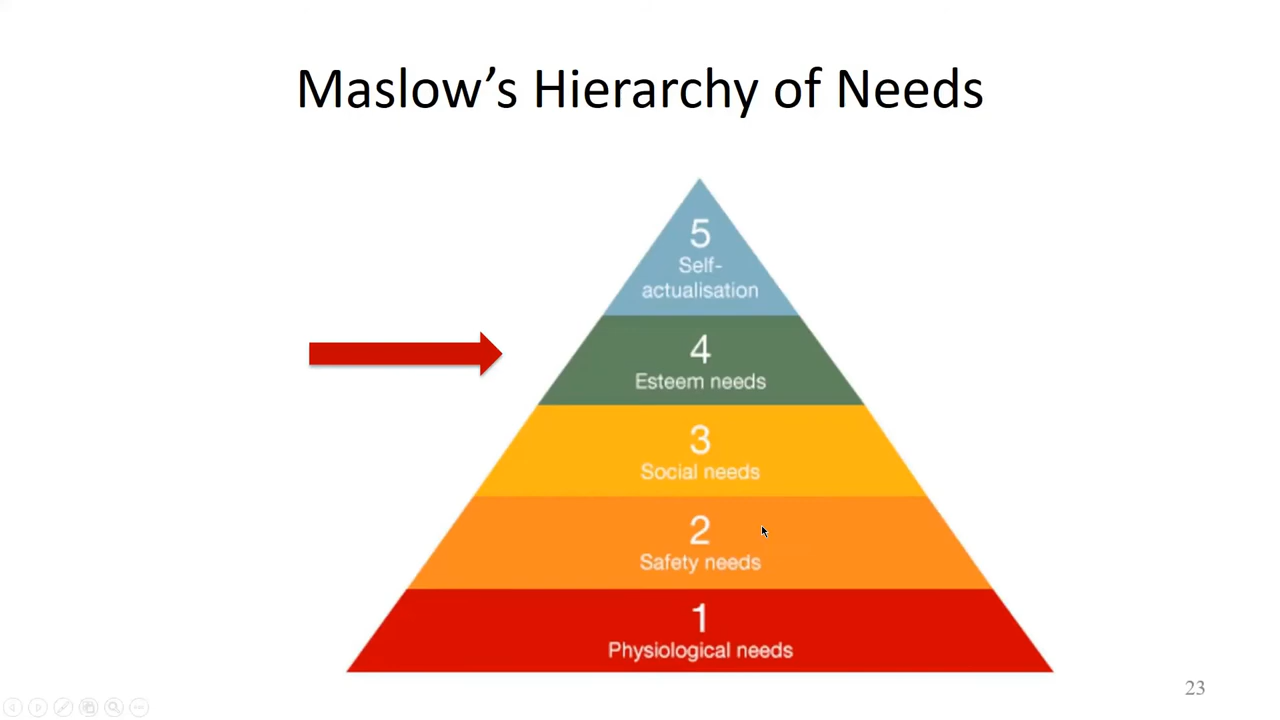 Maslow’s Hierarchy of Needs
5
Self-
actualisation
4
Esteem needs
3
Social needs
2
Safety needs
1
Physiological needs
23